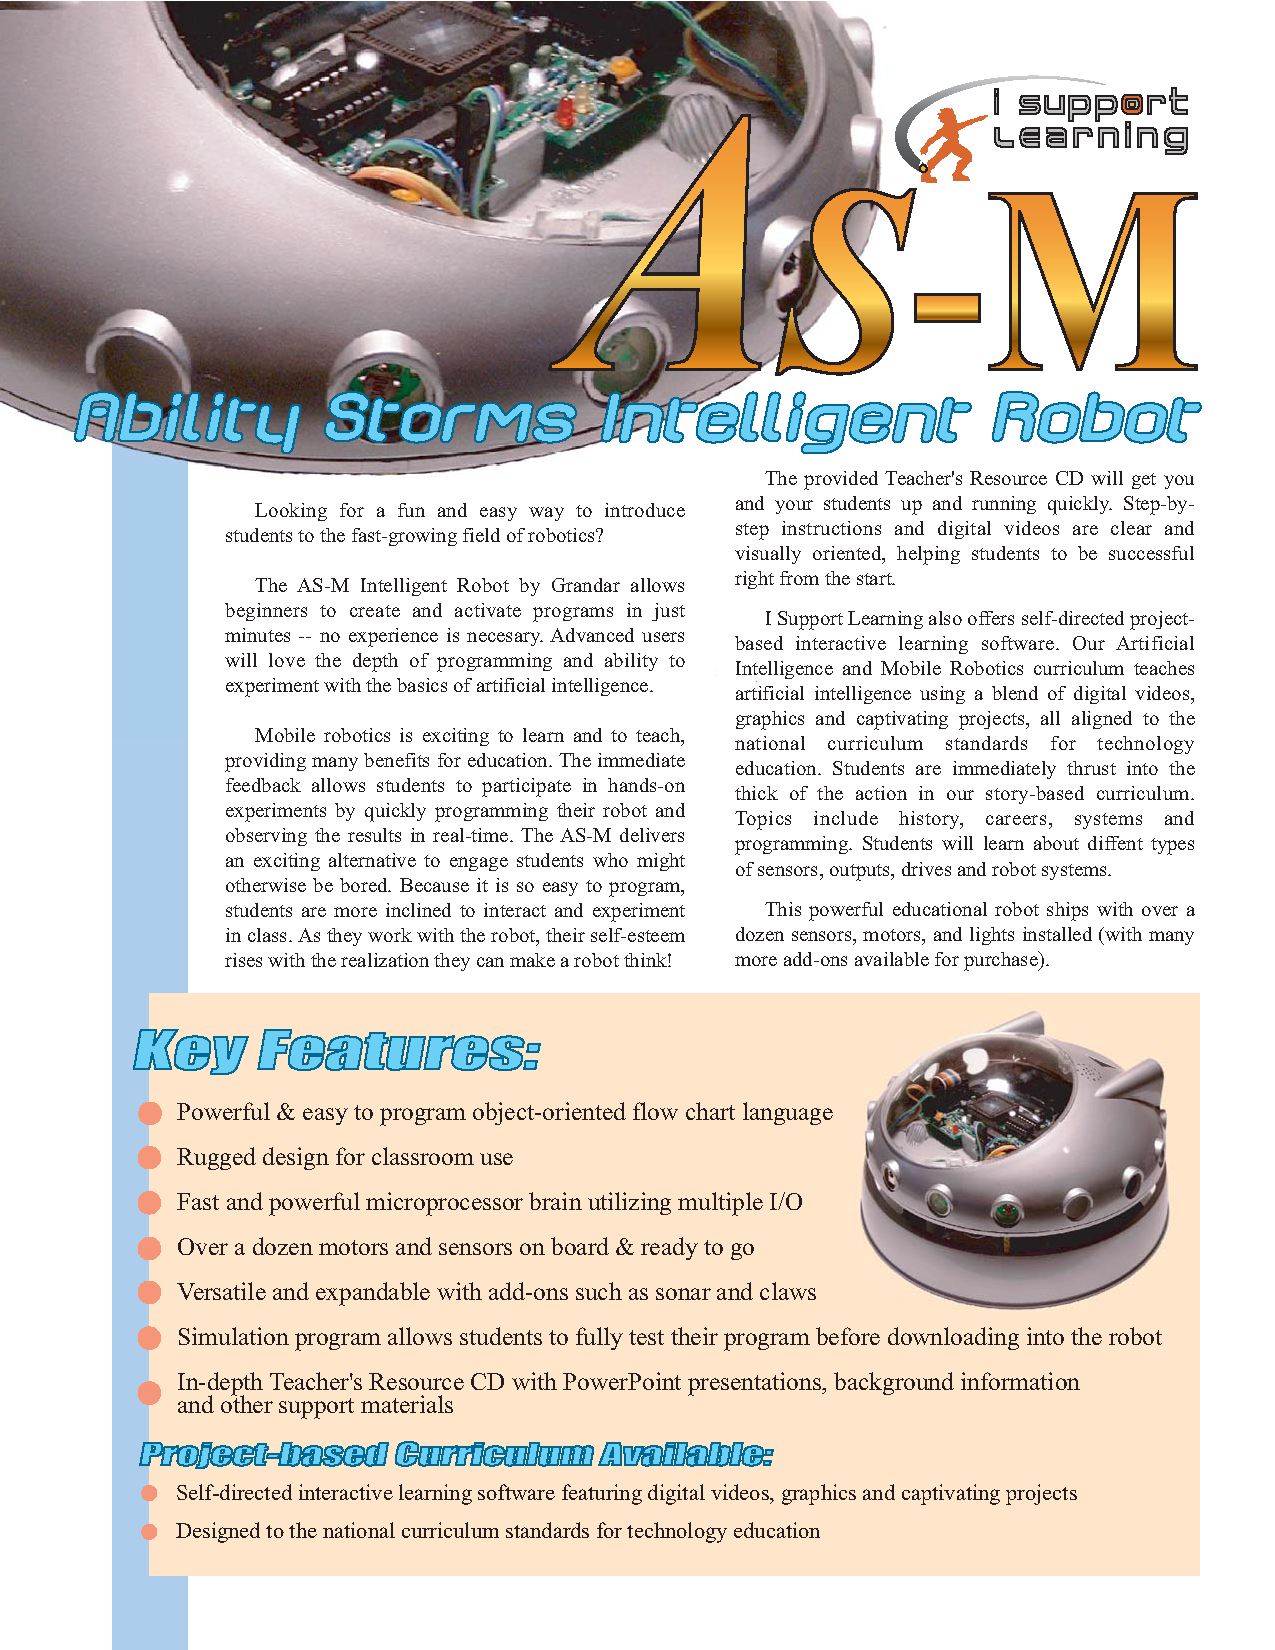 I support
Learning
AS-M
Ability Storms Intelligent Robot
Looking for a fun and easy way to introduce
students to the fast-growing field of robotics?
The AS-M Intelligent Robot by Grandar allows
beginners to create and activate programs in just
minutes -- no experience is necesary. Advanced users
will love the depth of programming and ability to
experiment with the basics of artificial intelligence.
Mobile robotics is exciting to learn and to teach,
providing many benefits for education. The immediate
feedback allows students to participate in hands-on
experiments by quickly programming their robot and
observing the results in real-time. The AS-M delivers
an exciting alternative to engage students who might
otherwise be bored. Because it is so easy to program,
students are more inclined to interact and experiment
in class. As they work with the robot, their self-esteem
rises with the realization they can make a robot think!
The provided Teacher's Resource CD will get you
and your students up and running quickly. Step-by-
step instructions and digital videos are clear and
visually oriented, helping students to be successful
right from the start.
I Support Learning also offers self-directed project-
based interactive learning software. Our Artificial
Intelligence and Mobile Robotics curriculum teaches
artificial intelligence using a blend of digital videos,
graphics and captivating projects, all aligned to the
national curriculum standards for technology
education. Students are immediately thrust into the
thick of the action in our story-based curriculum.
Topics include history, careers, systems and
programming. Students will learn about diffent types
of sensors, outputs, drives and robot systems.
This powerful educational robot ships with over a
dozen sensors, motors, and lights installed (with many
more add-ons available for purchase).
Key Features:
Powerful & easy to program object-oriented flow chart language
Rugged design for classroom use
Fast and powerful microprocessor brain utilizing multiple I/O
Over a dozen motors and sensors on board & ready to go
Versatile and expandable with add-ons such as sonar and claws
Simulation program allows students to fully test their program before downloading into the robot
In-depth Teacher's Resource CD with PowerPoint presentations, background information
and other support materials
Project-based Curriculum Available:
Self-directed interactive learning software featuring digital videos, graphics and captivating projects
Designed to the national curriculum standards for technology education